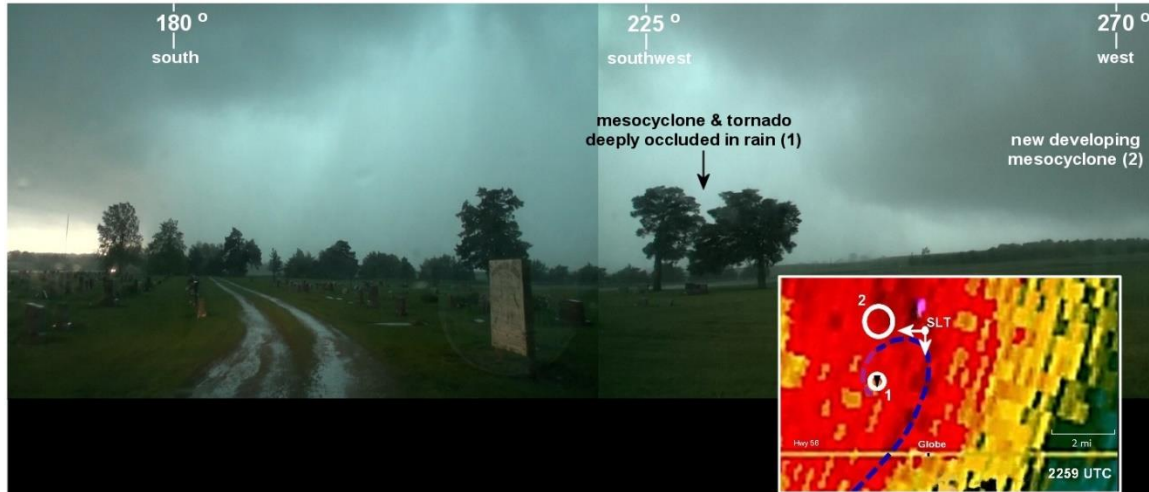 180 o
south
225 o
southwest
270 o
west
mesocyclone & tornado
deeply occluded in rain (1)
new developing
mesocyclone (2)
2
SLT
1
Hwy 56
Globe
2 mi
2259 UTC